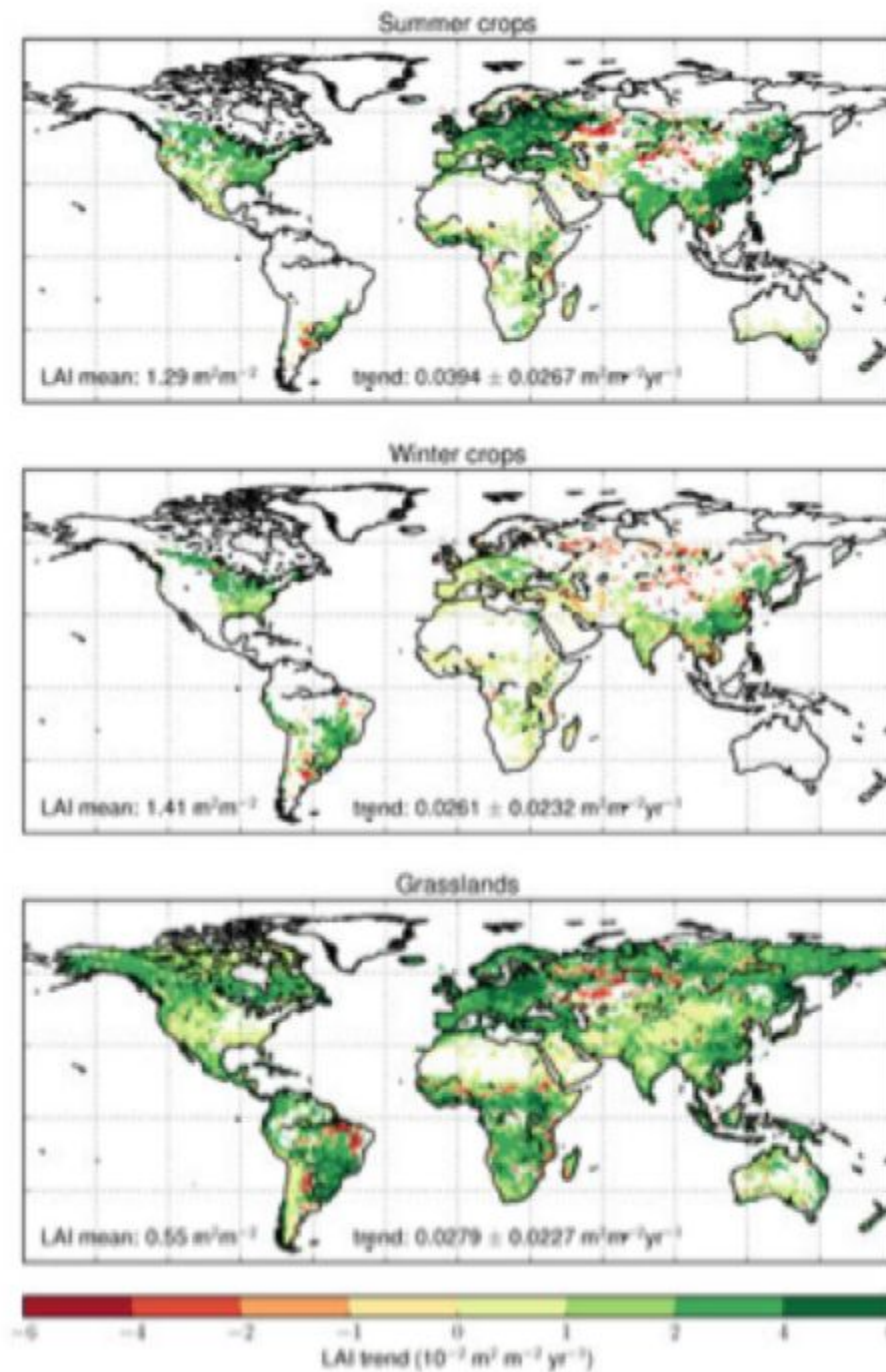 Summer crops
LAI mean: 1.29 m²m⁻² trend: 0.0394 ± 0.0267 m²m⁻²yr⁻¹
Winter crops
LAI mean: 1.41 m²m⁻² trend: 0.0261 ± 0.0232 m²m⁻²yr⁻¹
Grasslands
LAI mean: 0.55 m²m⁻² trend: 0.0279 ± 0.0227 m²m⁻²yr⁻¹
−6 −4 −2 −1 0 1 2 4
LAI trend (10⁻² m² m⁻² yr⁻¹)